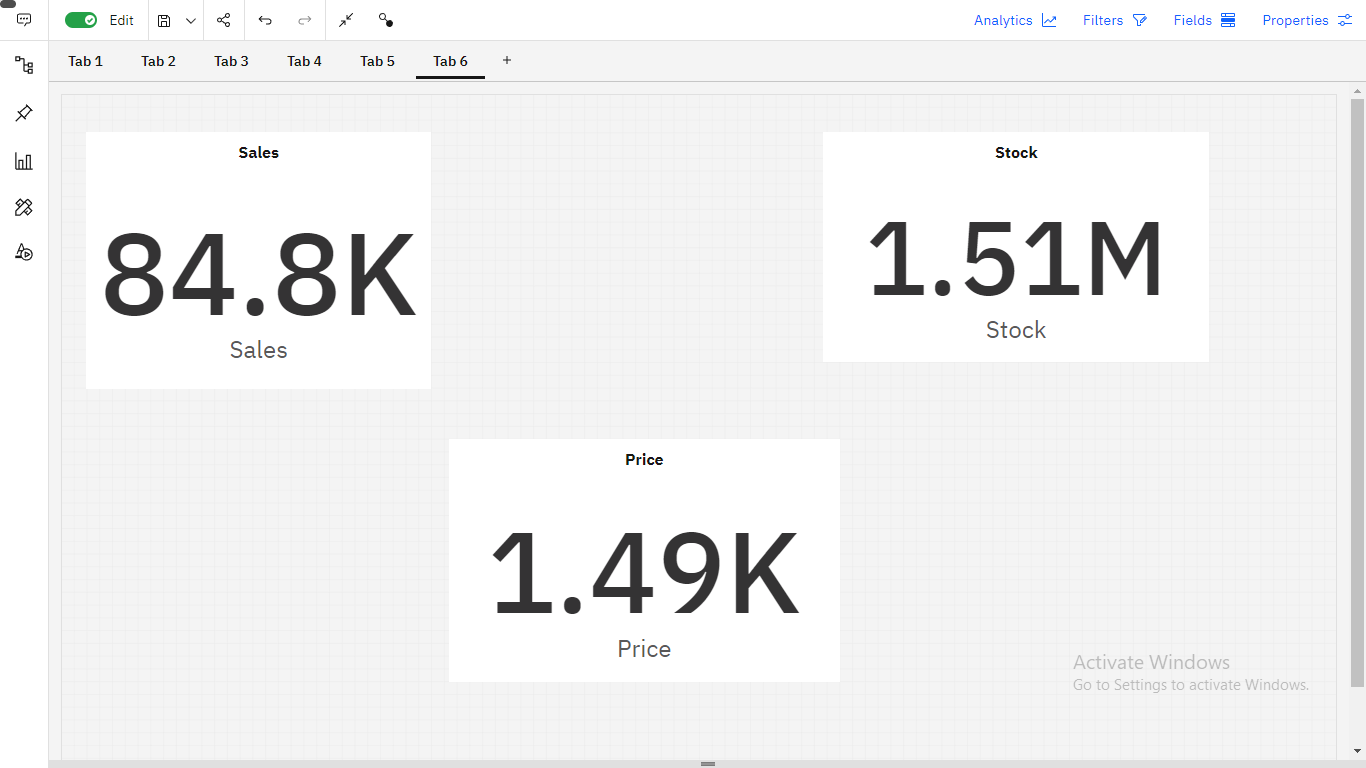 Edit
Analytics
Filters
Fields
Properties
Tab 1
Tab 2
Tab 3
Tab 4
Tab 5
Tab 6
+
Sales
84.8K
Sales
Stock
1.51M
Stock
Price
1.49K
Price
Activate Windows
Go to Settings to activate Windows.